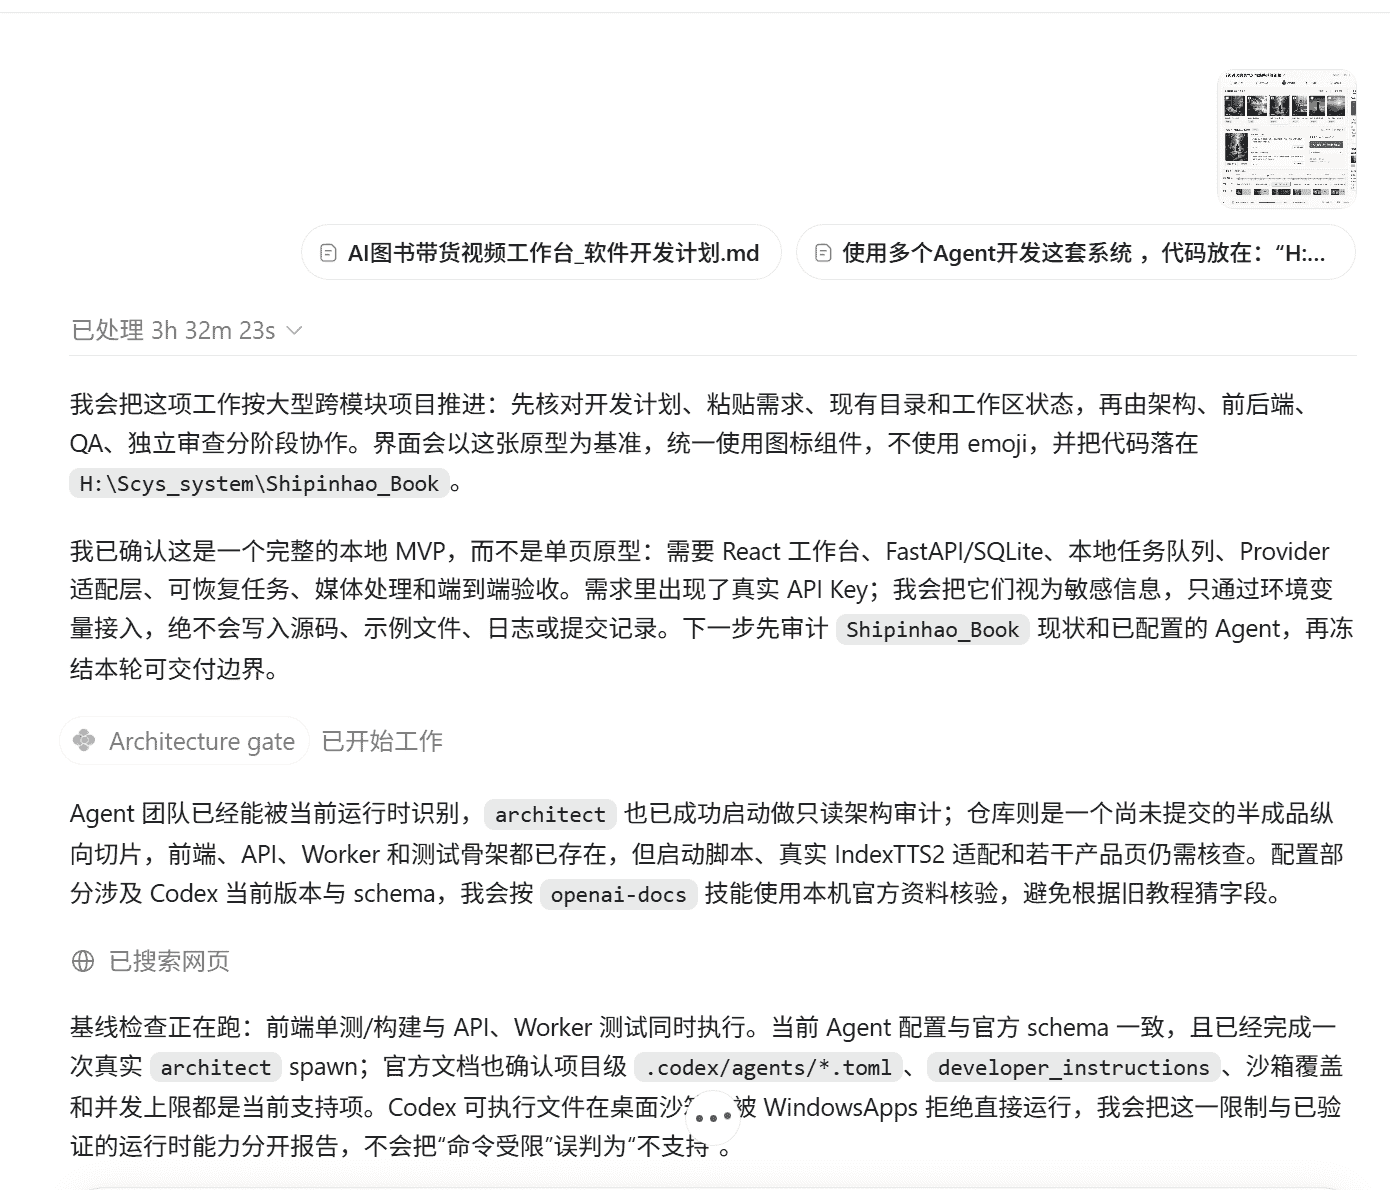 AI图书带货视频工作台_软件开发计划.md
使用多个Agent开发这套系统 ，代码放在：“H:...
已处理 3h 32m 23s
我会把这项工作按大型跨模块项目推进：先核对开发计划、粘贴需求、现有目录和工作区状态，再由架构、前后端、
QA、独立审查分阶段协作。界面会以这张原型为基准，统一使用图标组件，不使用 emoji，并把代码落在
H:\Scys_system\Shipinhao_Book 。
我已确认这是一个完整的本地 MVP，而不是单页原型：需要 React 工作台、FastAPI/SQLite、本地任务队列、Provider
适配层、可恢复任务、媒体处理和端到端验收。需求里出现了真实 API Key；我会把它们视为敏感信息，只通过环境变
量接入，绝不会写入源码、示例文件、日志或提交记录。下一步先审计 Shipinhao_Book 现状和已配置的 Agent，再冻
结本轮可交付边界。
Architecture gate 已开始工作
Agent 团队已经能被当前运行时识别， architect 也已成功启动做只读架构审计；仓库则是一个尚未提交的半成品纵
向切片，前端、API、Worker 和测试骨架都已存在，但启动脚本、真实 IndexTTS2 适配和若干产品页仍需核查。配置部
分涉及 Codex 当前版本与 schema，我会按 openai-docs 技能使用本机官方资料核验，避免根据旧教程猜字段。
已搜索网页
基线检查正在跑：前端单测/构建与 API、Worker 测试同时执行。当前 Agent 配置与官方 schema 一致，且已经完成一
次真实 architect spawn；官方文档也确认项目级 .codex/agents/*.toml 、 developer_instructions 、沙箱覆盖
和并发上限都是当前支持项。Codex 可执行文件在桌面沙 被 WindowsApps 拒绝直接运行，我会把这一限制与已验
证的运行时能力分开报告，不会把“命令受限”误判为“不支持”。